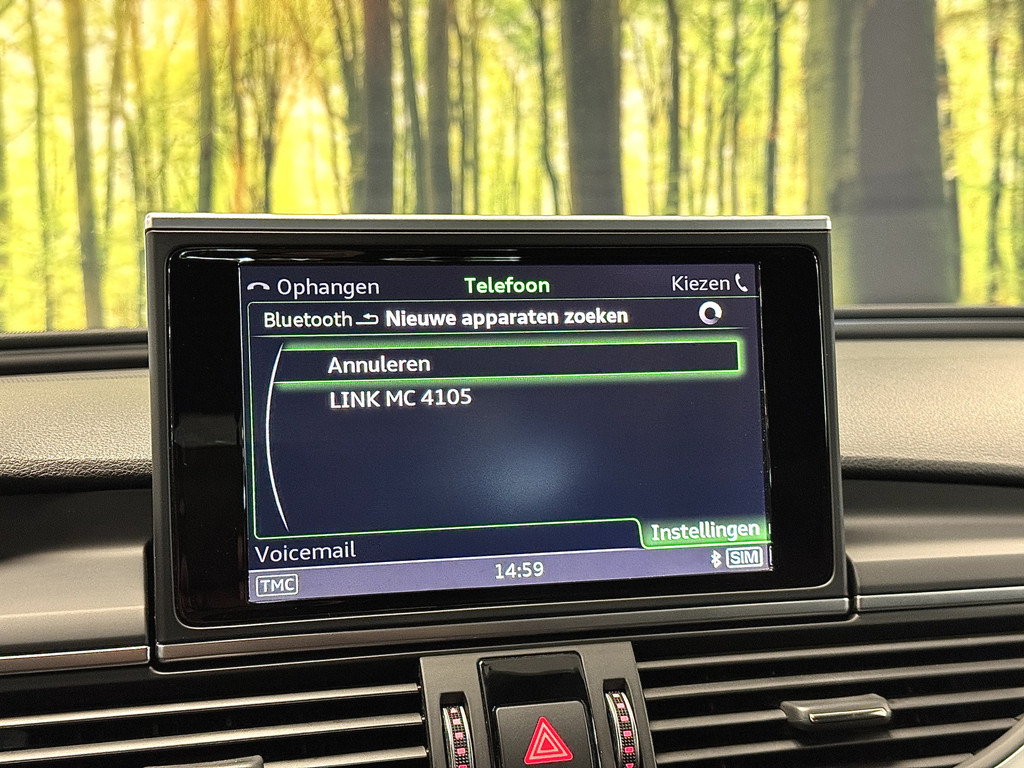 Ophangen Telefoon Kiezen
Bluetooth Nieuwe apparaten zoeken
Annuleren
LINK MC 4105
Instellingen
Voicemail
TMC 14:59 SIM